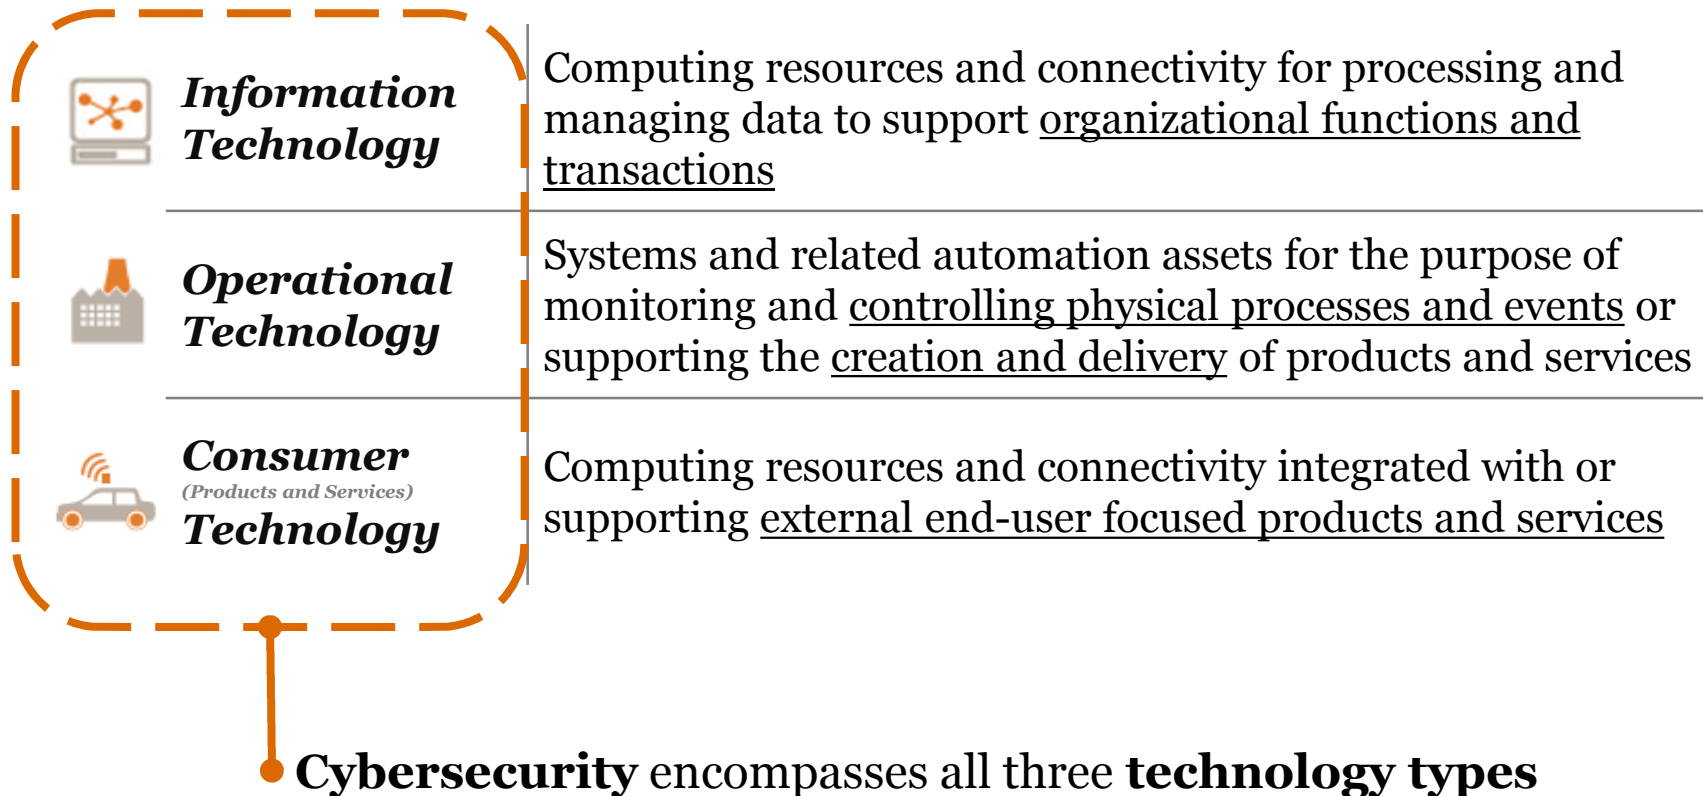 Information
Technology
Computing resources and connectivity for processing and
managing data to support organizational functions and
transactions
Operational
Technology
Systems and related automation assets for the purpose of
monitoring and controlling physical processes and events or
supporting the creation and delivery of products and services
Consumer
(Products and Services)
Technology
Computing resources and connectivity integrated with or
supporting external end-user focused products and services
Cybersecurity encompasses all three technology types